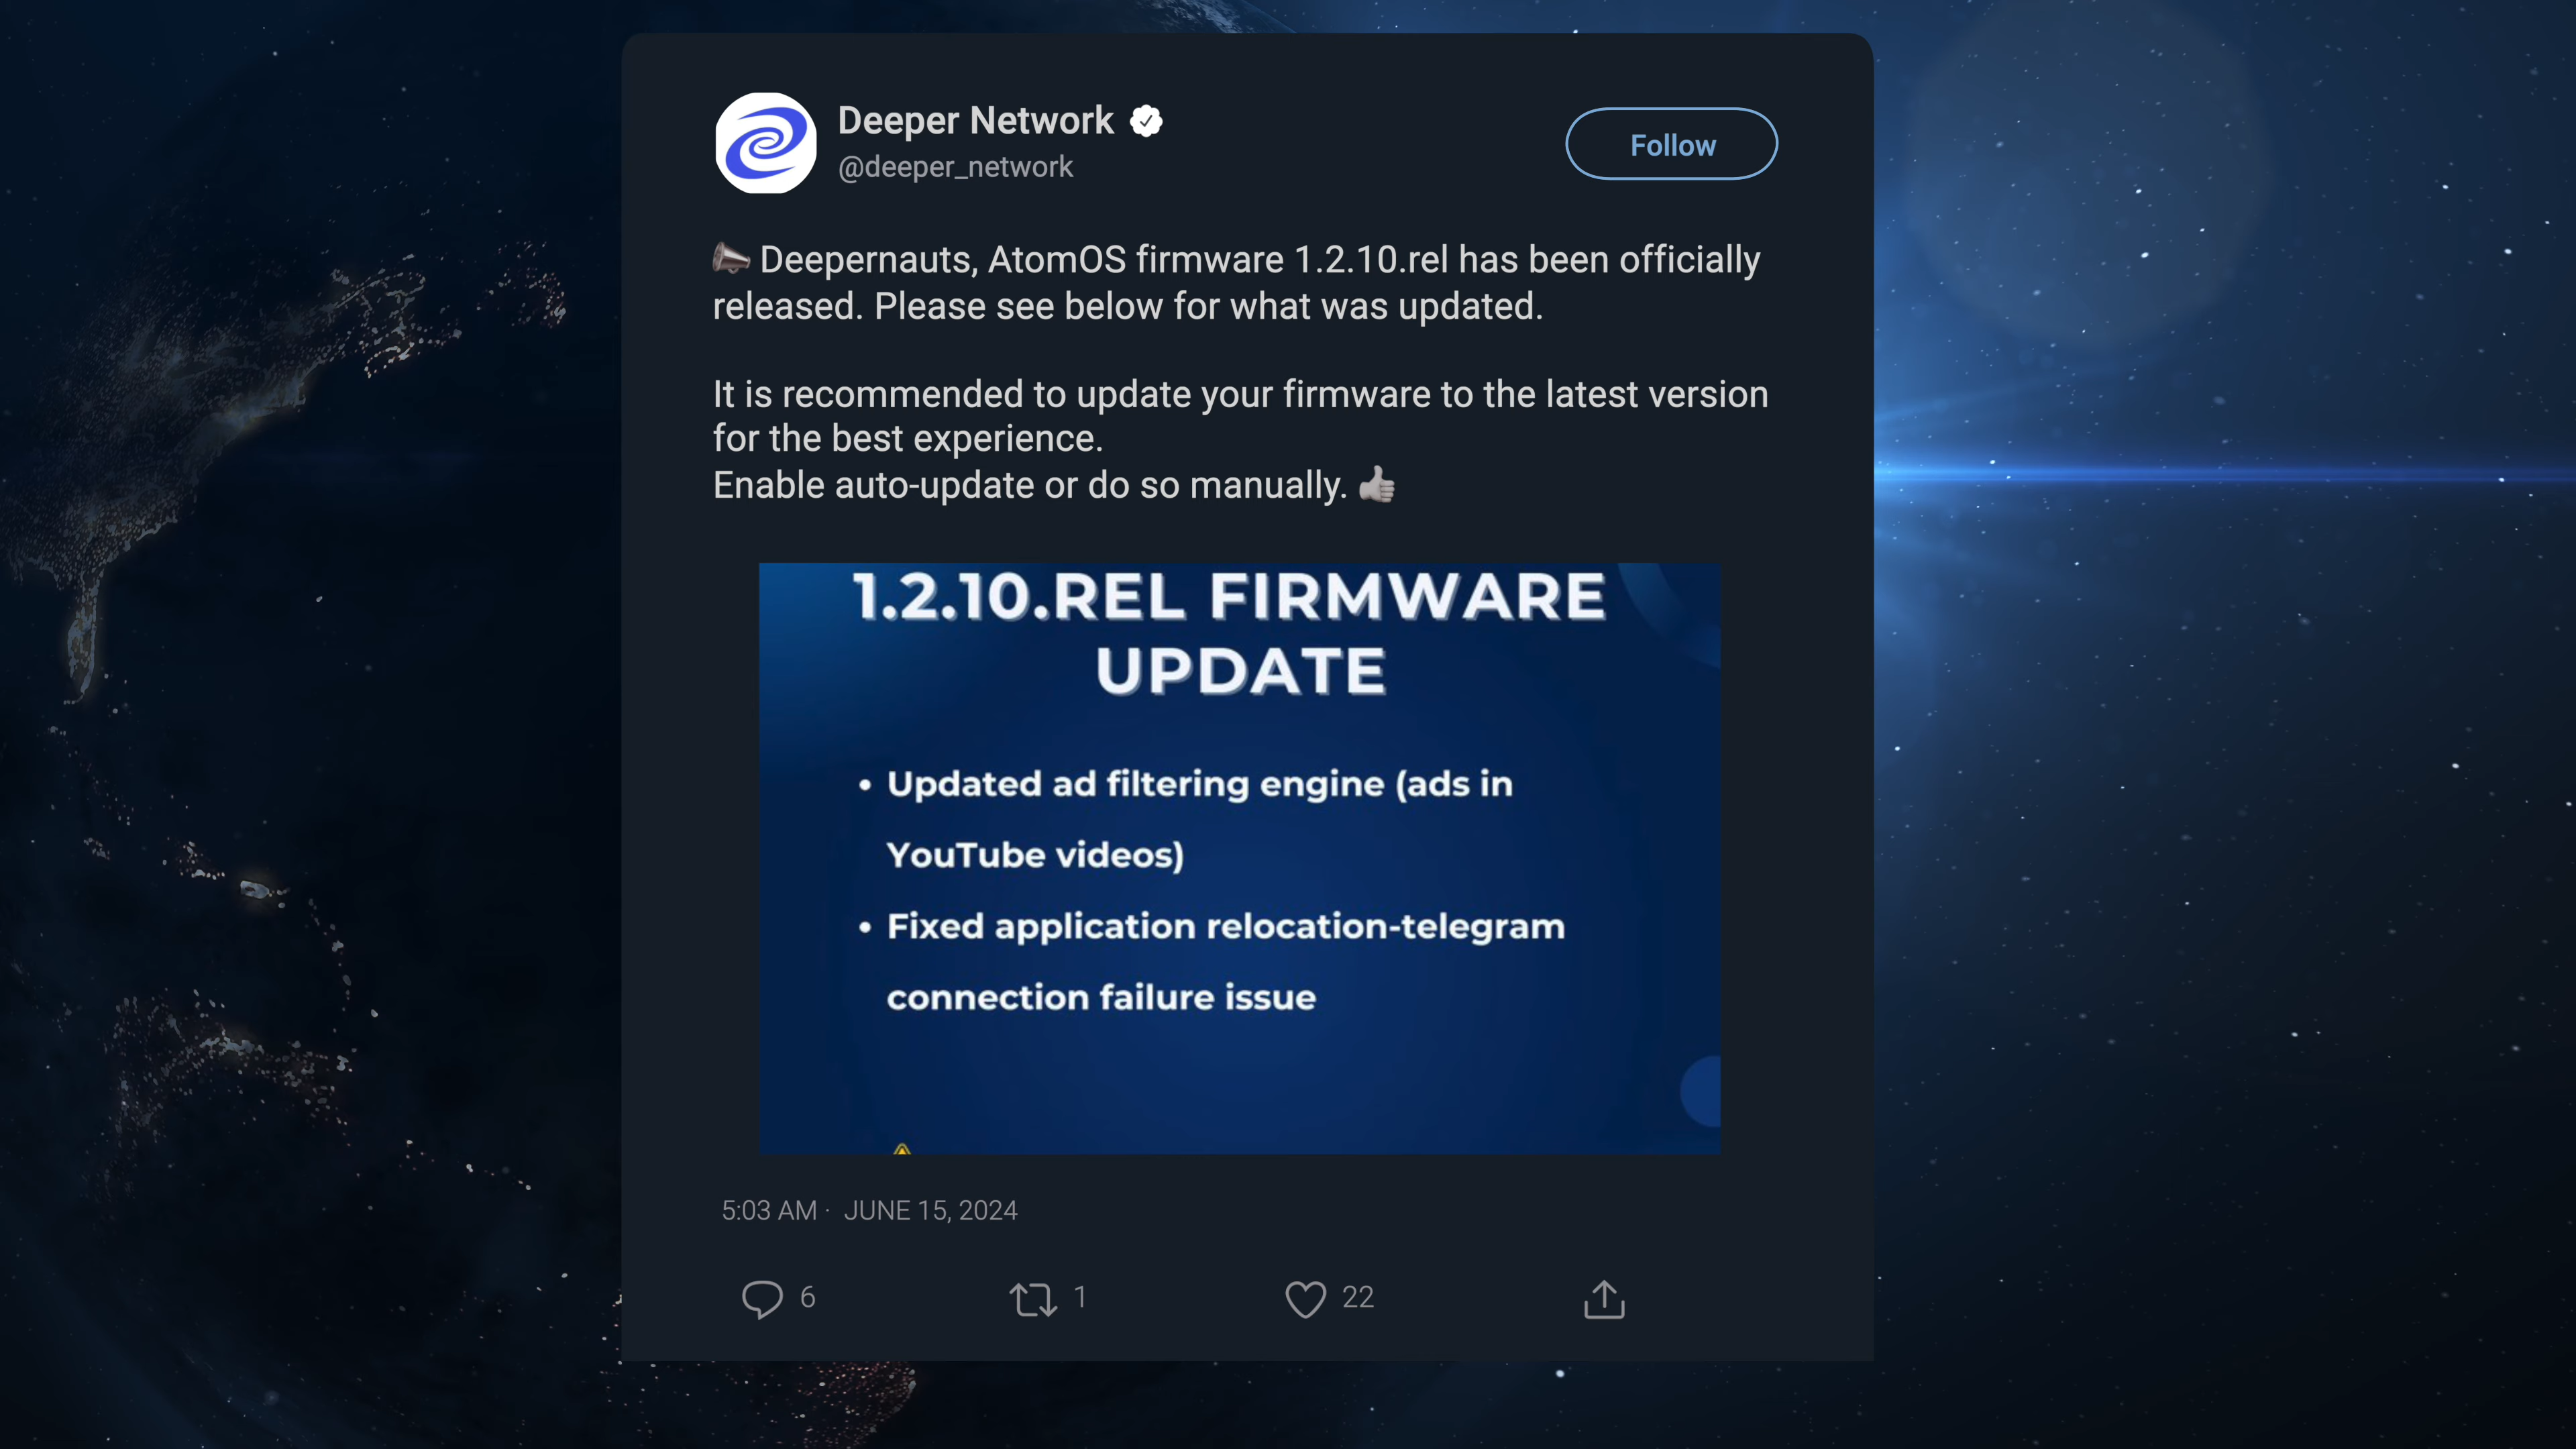 Deeper Network
@deeper_network
Follow
📣 Deepernauts, AtomOS firmware 1.2.10.rel has been officially
released. Please see below for what was updated.
It is recommended to update your firmware to the latest version
for the best experience.
Enable auto-update or do so manually. 👍
1.2.10.REL FIRMWARE
UPDATE
• Updated ad filtering engine (ads in
YouTube videos)
• Fixed application relocation-telegram
connection failure issue
5:03 AM · JUNE 15, 2024
6 1 22